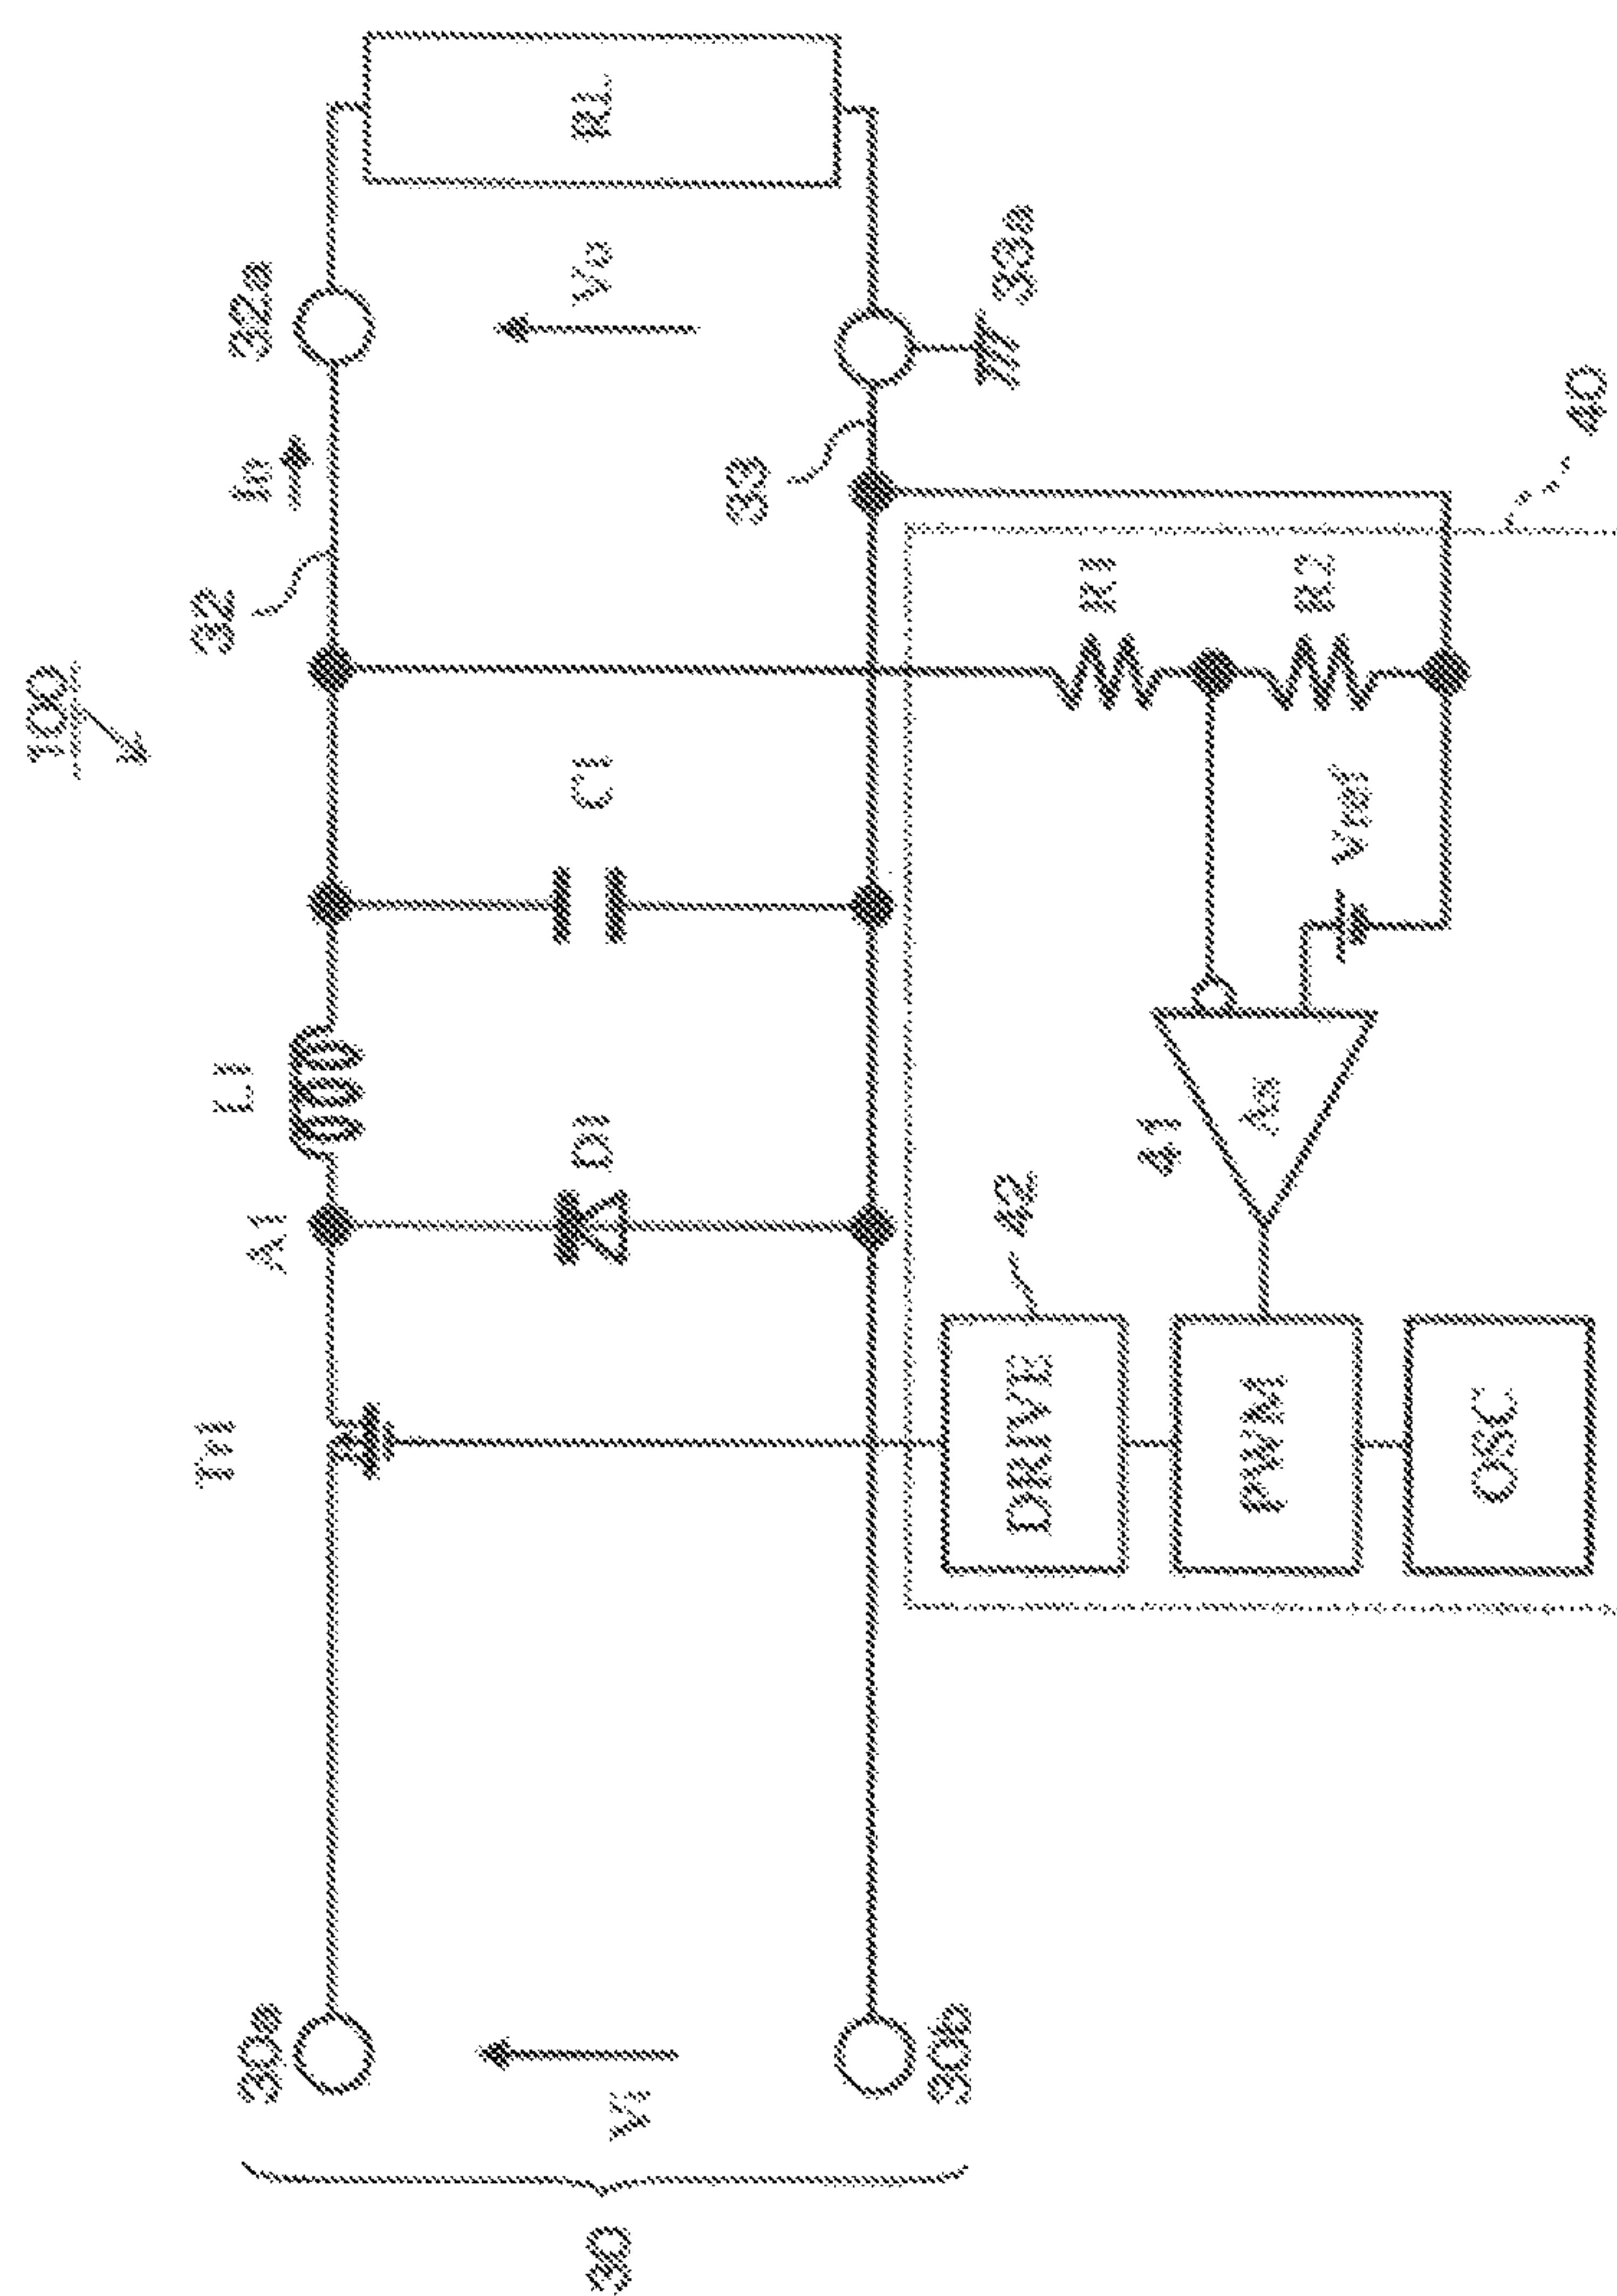 100
30
30a
30b
Vi
Tr1
A1
L1
D1
C1
32
Io
32a
Vo
RL
33
33a
40
R1
R2
Vref
41
As
42
DRIVE
PWM
OSC